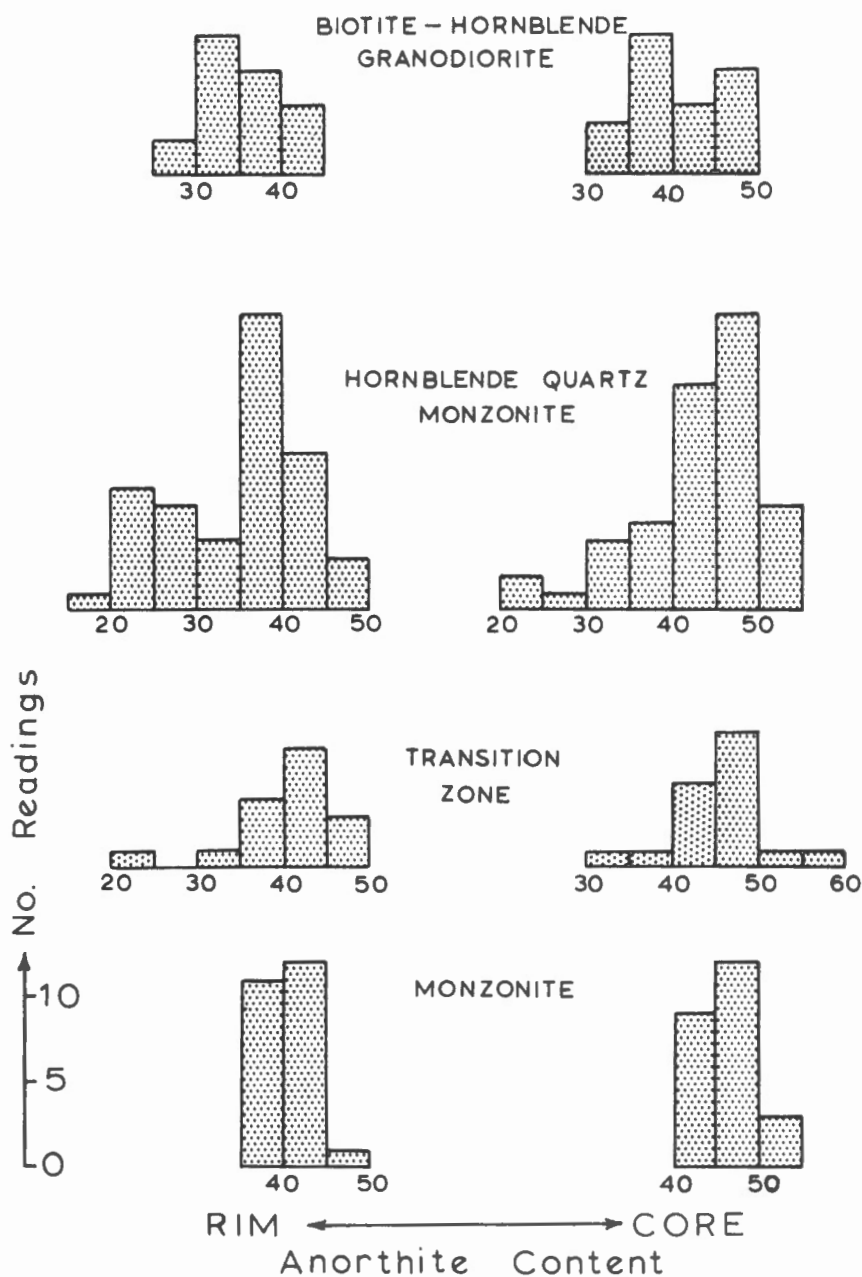 BIOTITE – HORNBLENDE
GRANODIORITE
30 40
30 40 50
HORNBLENDE QUARTZ
MONZONITE
20 30 40 50
20 30 40 50
TRANSITION
ZONE
20 30 40 50
30 40 50 60
MONZONITE
No. Readings
10
5
0
40 50
40 50
RIM CORE
Anorthite Content